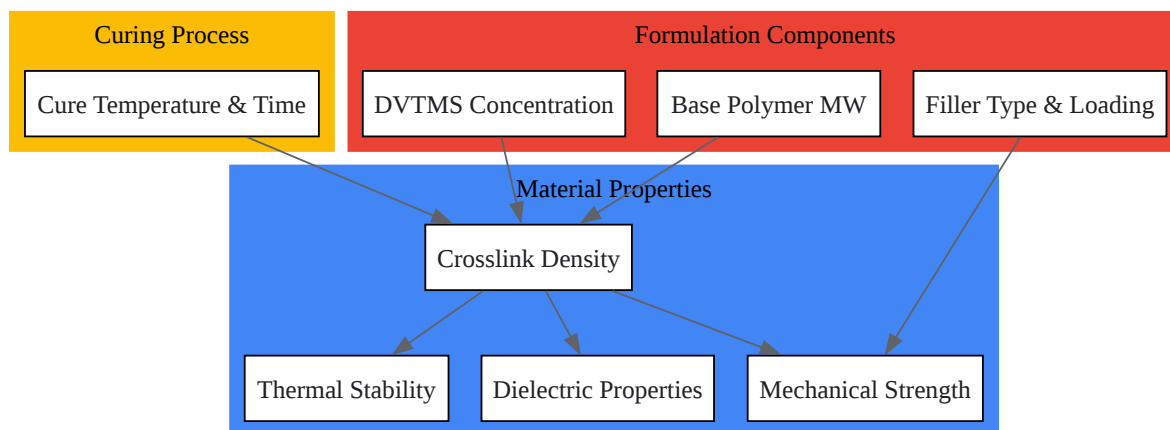 Curing Process
Formulation Components
Cure Temperature & Time
DVTMS Concentration
Base Polymer MW
Filler Type & Loading
Material Properties
Crosslink Density
Thermal Stability
Dielectric Properties
Mechanical Strength